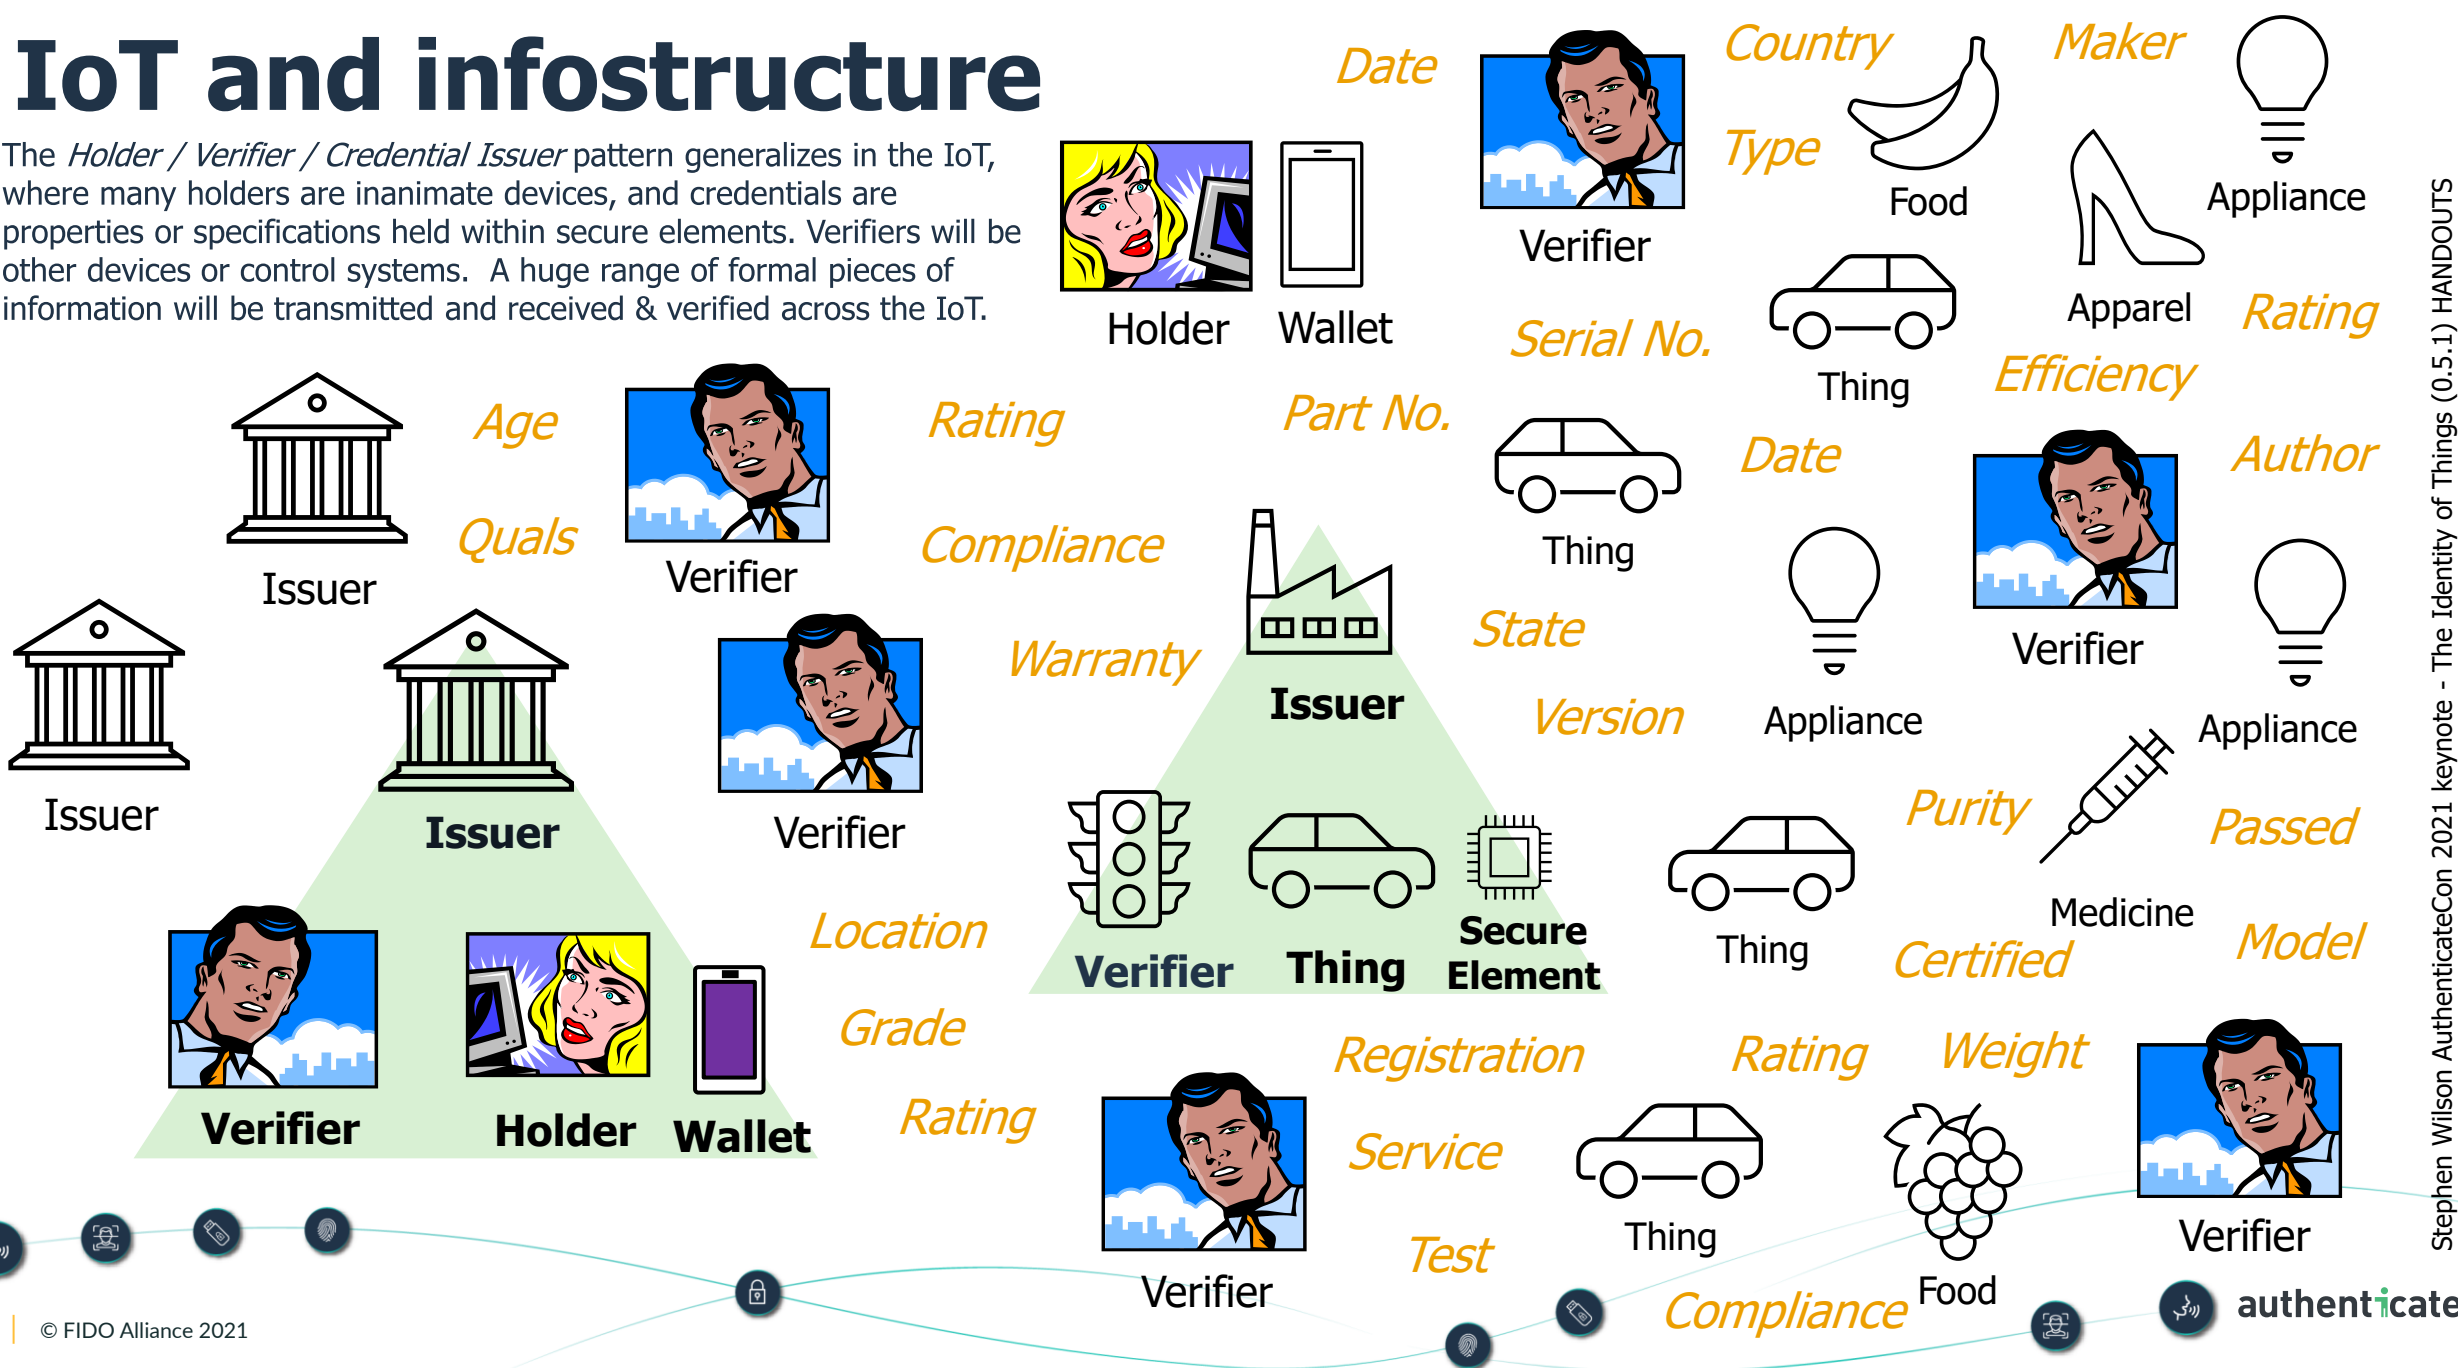 IoT and infostructure
The Holder / Verifier / Credential Issuer pattern generalizes in the IoT,
where many holders are inanimate devices, and credentials are
properties or specifications held within secure elements. Verifiers will be
other devices or control systems.  A huge range of formal pieces of
information will be transmitted and received & verified across the IoT.
Date
Country
Maker
Type
Food
Appliance
Verifier
Holder
Wallet
Apparel
Rating
Serial No.
Thing
Efficiency
Age
Rating
Part No.
Date
Author
Quals
Compliance
Thing
Issuer
Verifier
State
Verifier
Warranty
Issuer
Version
Appliance
Appliance
Issuer
Issuer
Verifier
Purity
Passed
Location
Verifier
Thing
Secure
Element
Thing
Medicine
Certified
Model
Grade
Registration
Rating
Weight
Verifier
Holder
Wallet
Rating
Service
Thing
Verifier
Test
Verifier
Compliance
Food
© FIDO Alliance 2021
authenticate
Stephen Wilson AuthenticateCon 2021 keynote - The Identity of Things (0.5.1) HANDOUTS